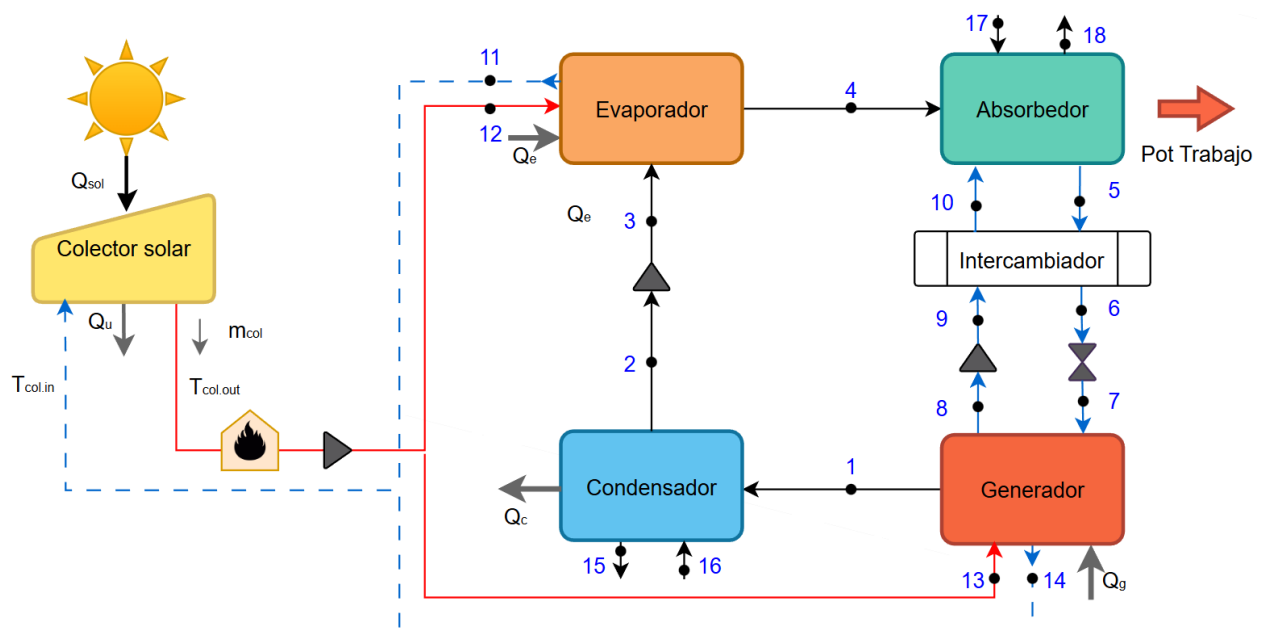 17
18
11
12
Evaporador
Qe
4
Absorbedor
Pot Trabajo
Qsol
Colector solar
Qu
mcol
Tcol.in
Tcol.out
Qe
3
2
10
5
Intercambiador
9
6
8
7
Condensador
Qc
15
16
1
Generador
13
14
Qg